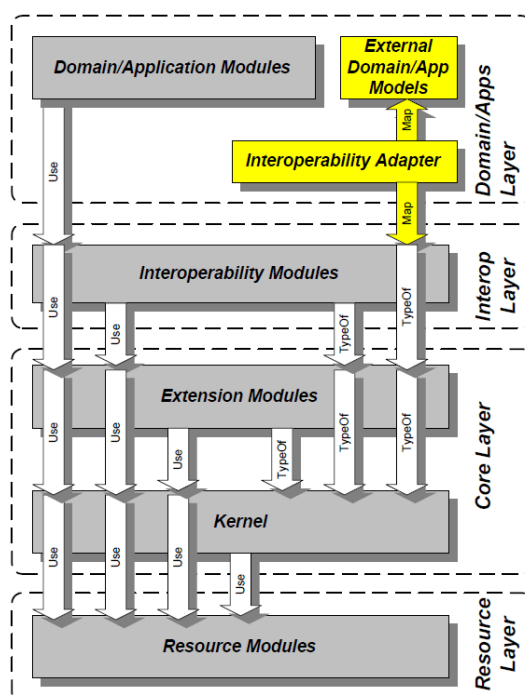 Domain/Application Modules
External
Domain/App
Models
Map
Interoperability Adapter
Use
Map
Domain/Apps
Layer
Interoperability Modules
Use
Use
TypeOf
TypeOf
Interop
Layer
Extension Modules
Use
Use
Use
TypeOf
TypeOf
TypeOf
Core Layer
Kernel
Use
Use
Use
Use
Resource Modules
Resource
Layer